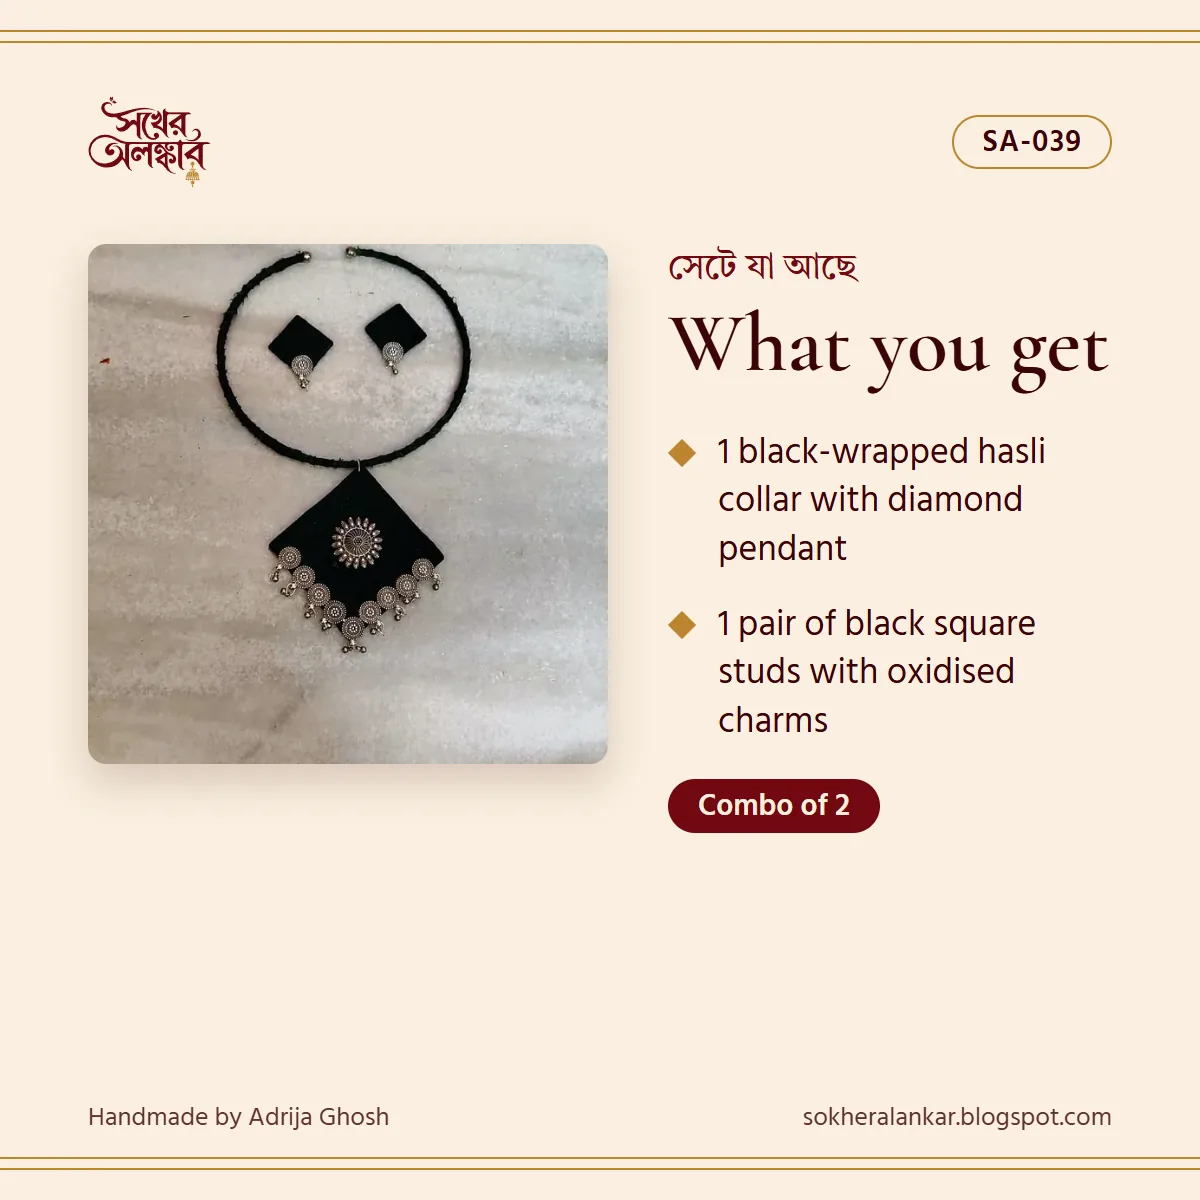 সখের
অলঙ্কার
SA-039
সেটে যা আছে
What you get
1 black-wrapped hasli
collar with diamond
pendant
1 pair of black square
studs with oxidised
charms
Combo of 2
Handmade by Adrija Ghosh
sokheralankar.blogspot.com